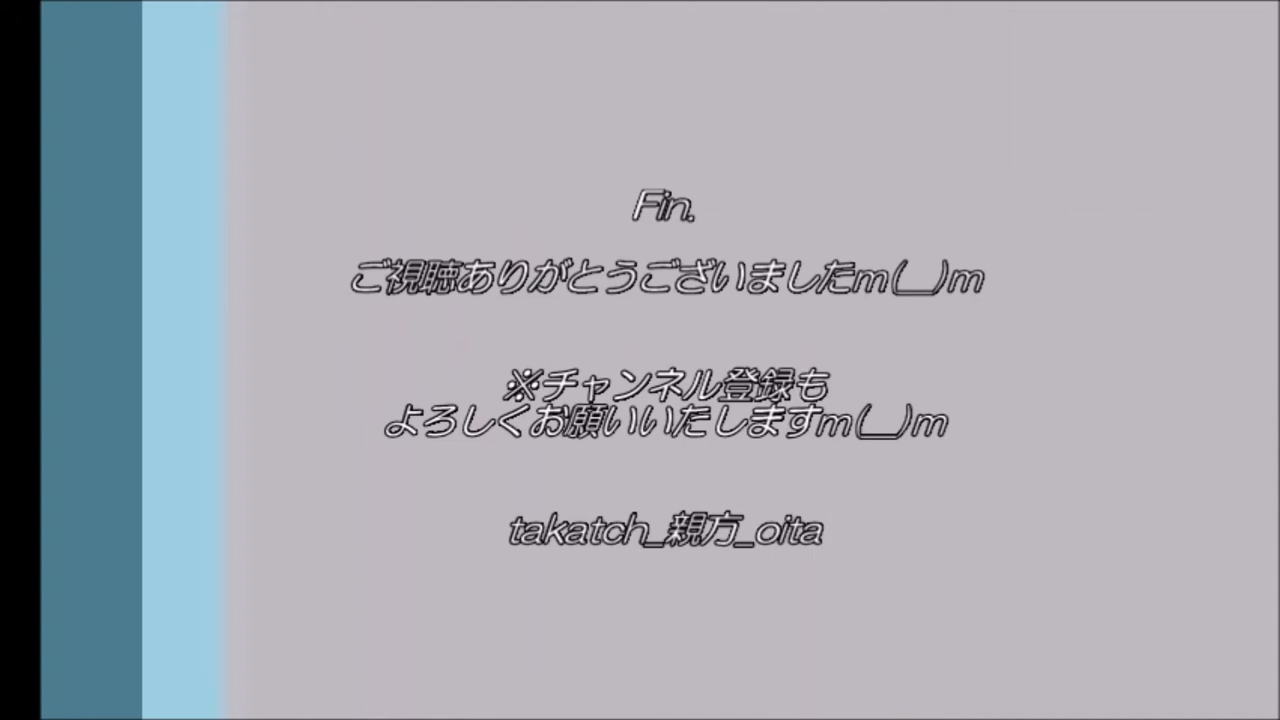 Fin.
ご視聴ありがとうございましたm(__)m
※チャンネル登録も
よろしくお願いいたしますm(__)m
takatch_親方_oita